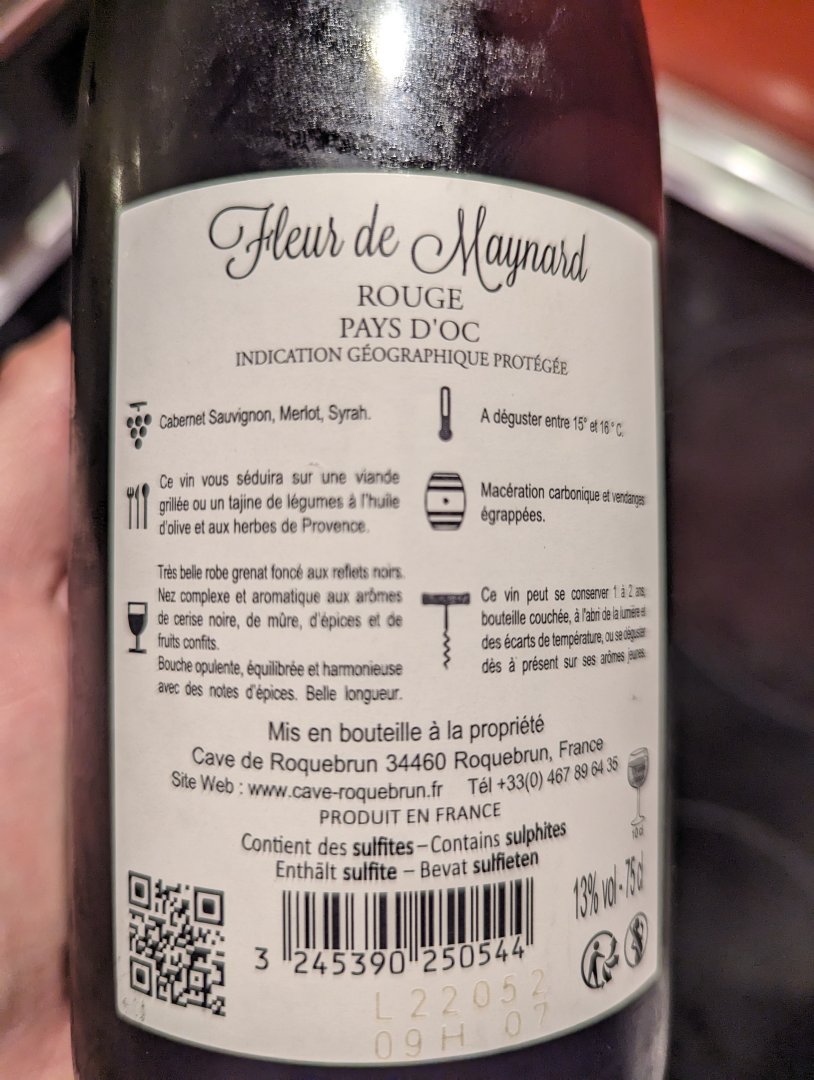 Fleur de Maynard
ROUGE
PAYS D'OC
INDICATION GÉOGRAPHIQUE PROTÉGÉE
Cabernet Sauvignon, Merlot, Syrah.
A déguster entre 15° et 16° C.
Ce vin vous séduira sur une viande
grillée ou un tajine de légumes à l'huile
d'olive et aux herbes de Provence.
Macération carbonique et vendanges
égrappées.
Très belle robe grenat foncé aux reflets noirs.
Nez complexe et aromatique aux arômes
de cerise noire, de mûre, d'épices et de
fruits confits.
Bouche opulente, équilibrée et harmonieuse
avec des notes d'épices. Belle longueur.
Ce vin peut se conserver 1 à 2 ans,
bouteille couchée, à l'abri de la lumière et
des écarts de température, ou se déguster
dès à présent sur ses arômes jeunes.
Mis en bouteille à la propriété
Cave de Roquebrun 34460 Roquebrun, France
Site Web : www.cave-roquebrun.fr Tél +33(0) 467 89 64 35
PRODUIT EN FRANCE
Contient des sulfites – Contains sulphites
Enthält sulfite – Bevat sulfieten
10 cl
13% vol - 75 cl
3 245390 250544
L22052
09H 07